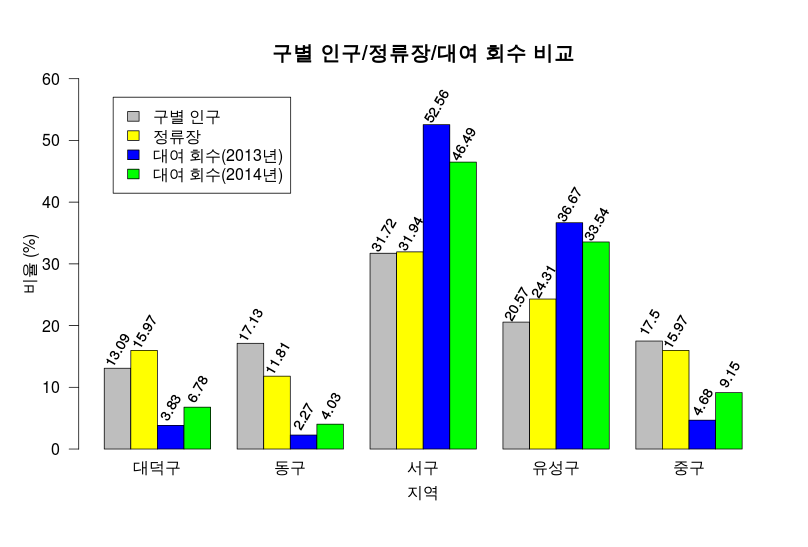 구별 인구/정류장/대여 회수 비교
60
50
40
30
20
10
0
비율 (%)
구별 인구
정류장
대여 회수(2013년)
대여 회수(2014년)
13.09 15.97 3.83 6.78
17.13 11.81 2.27 4.03
31.72 31.94 52.56 46.49
20.57 24.31 36.67 33.54
17.5 15.97 4.68 9.15
대덕구 동구 서구 유성구 중구
지역